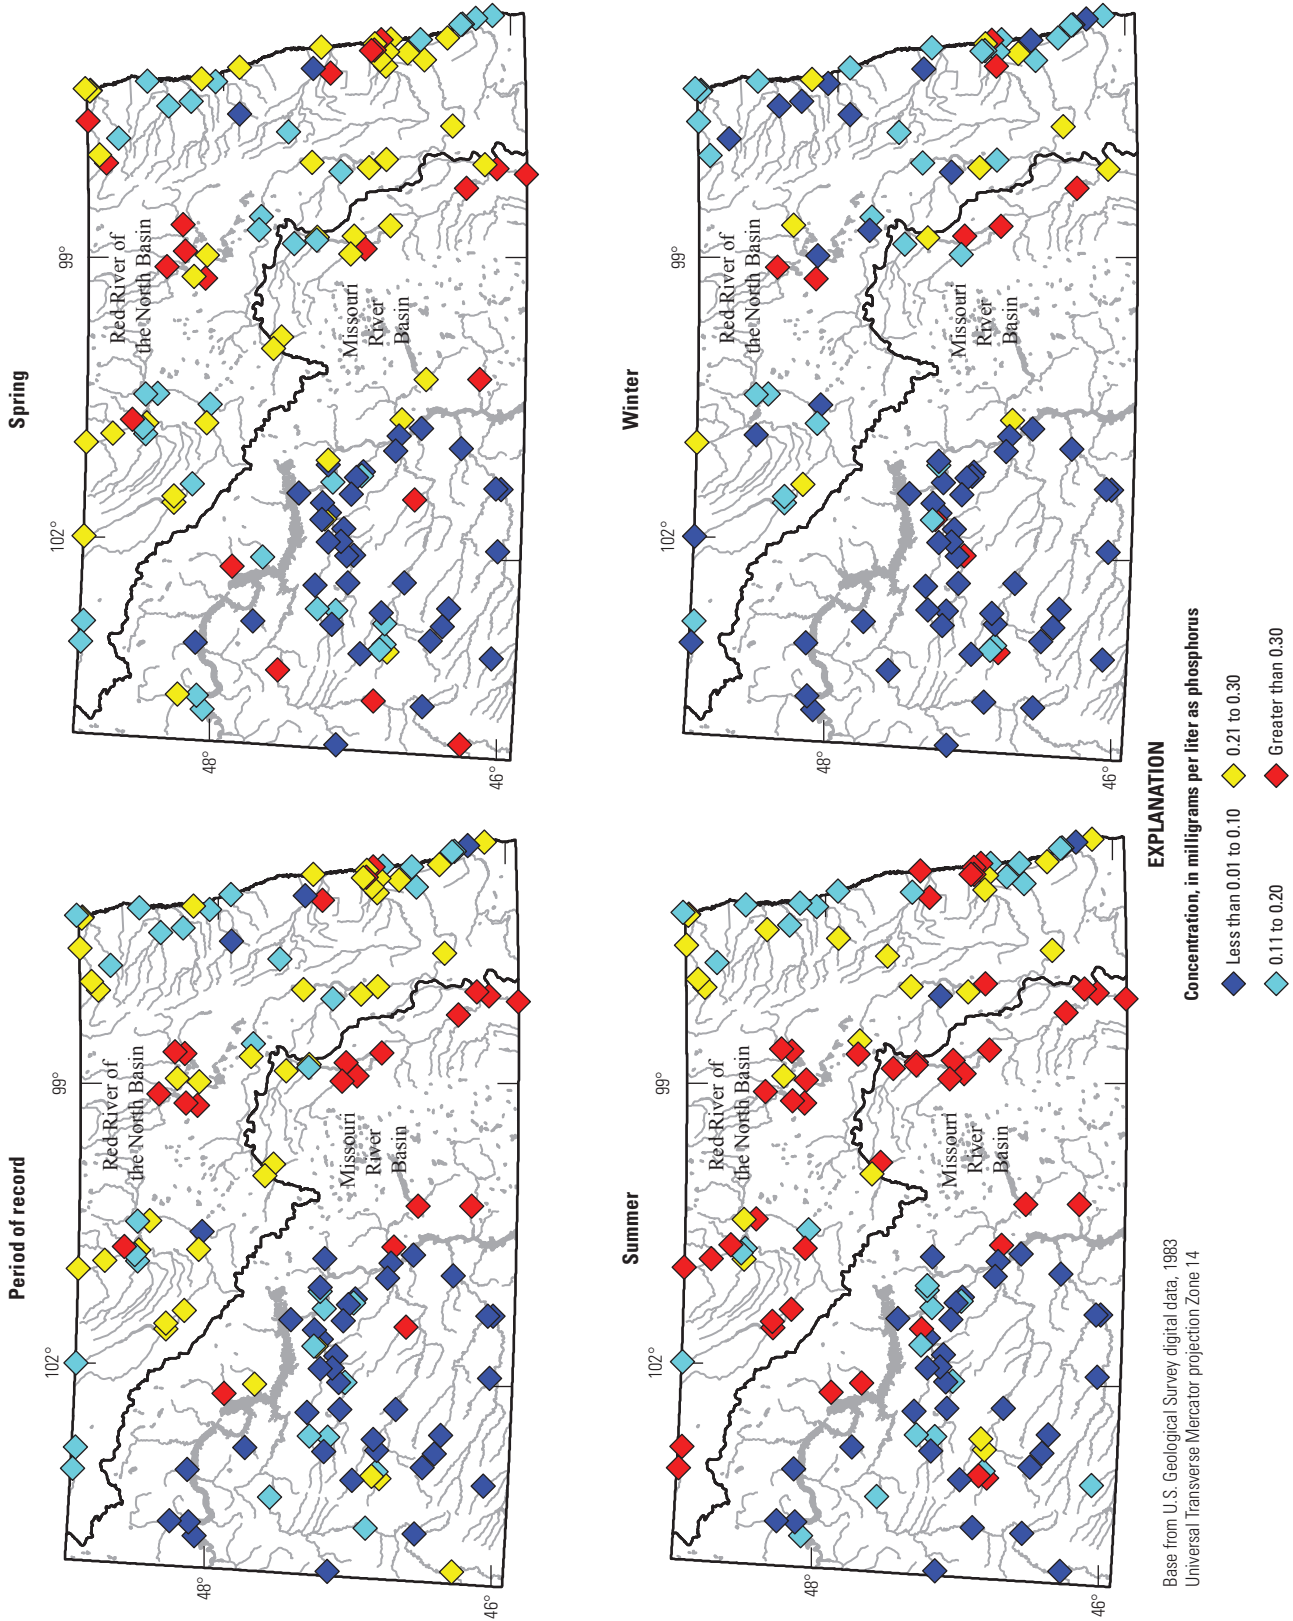 Period of record
99°
102°
48°
46°
Red River of
the North Basin
Missouri
River
Basin
Spring
99°
102°
48°
46°
Red River of
the North Basin
Missouri
River
Basin
Summer
99°
102°
48°
46°
Red River of
the North Basin
Missouri
River
Basin
Winter
99°
102°
48°
46°
Red River of
the North Basin
Missouri
River
Basin
Base from U.S. Geological Survey digital data, 1983
Universal Transverse Mercator projection Zone 14
EXPLANATION
Concentration, in milligrams per liter as phosphorus
Less than 0.01 to 0.10
0.11 to 0.20
0.21 to 0.30
Greater than 0.30